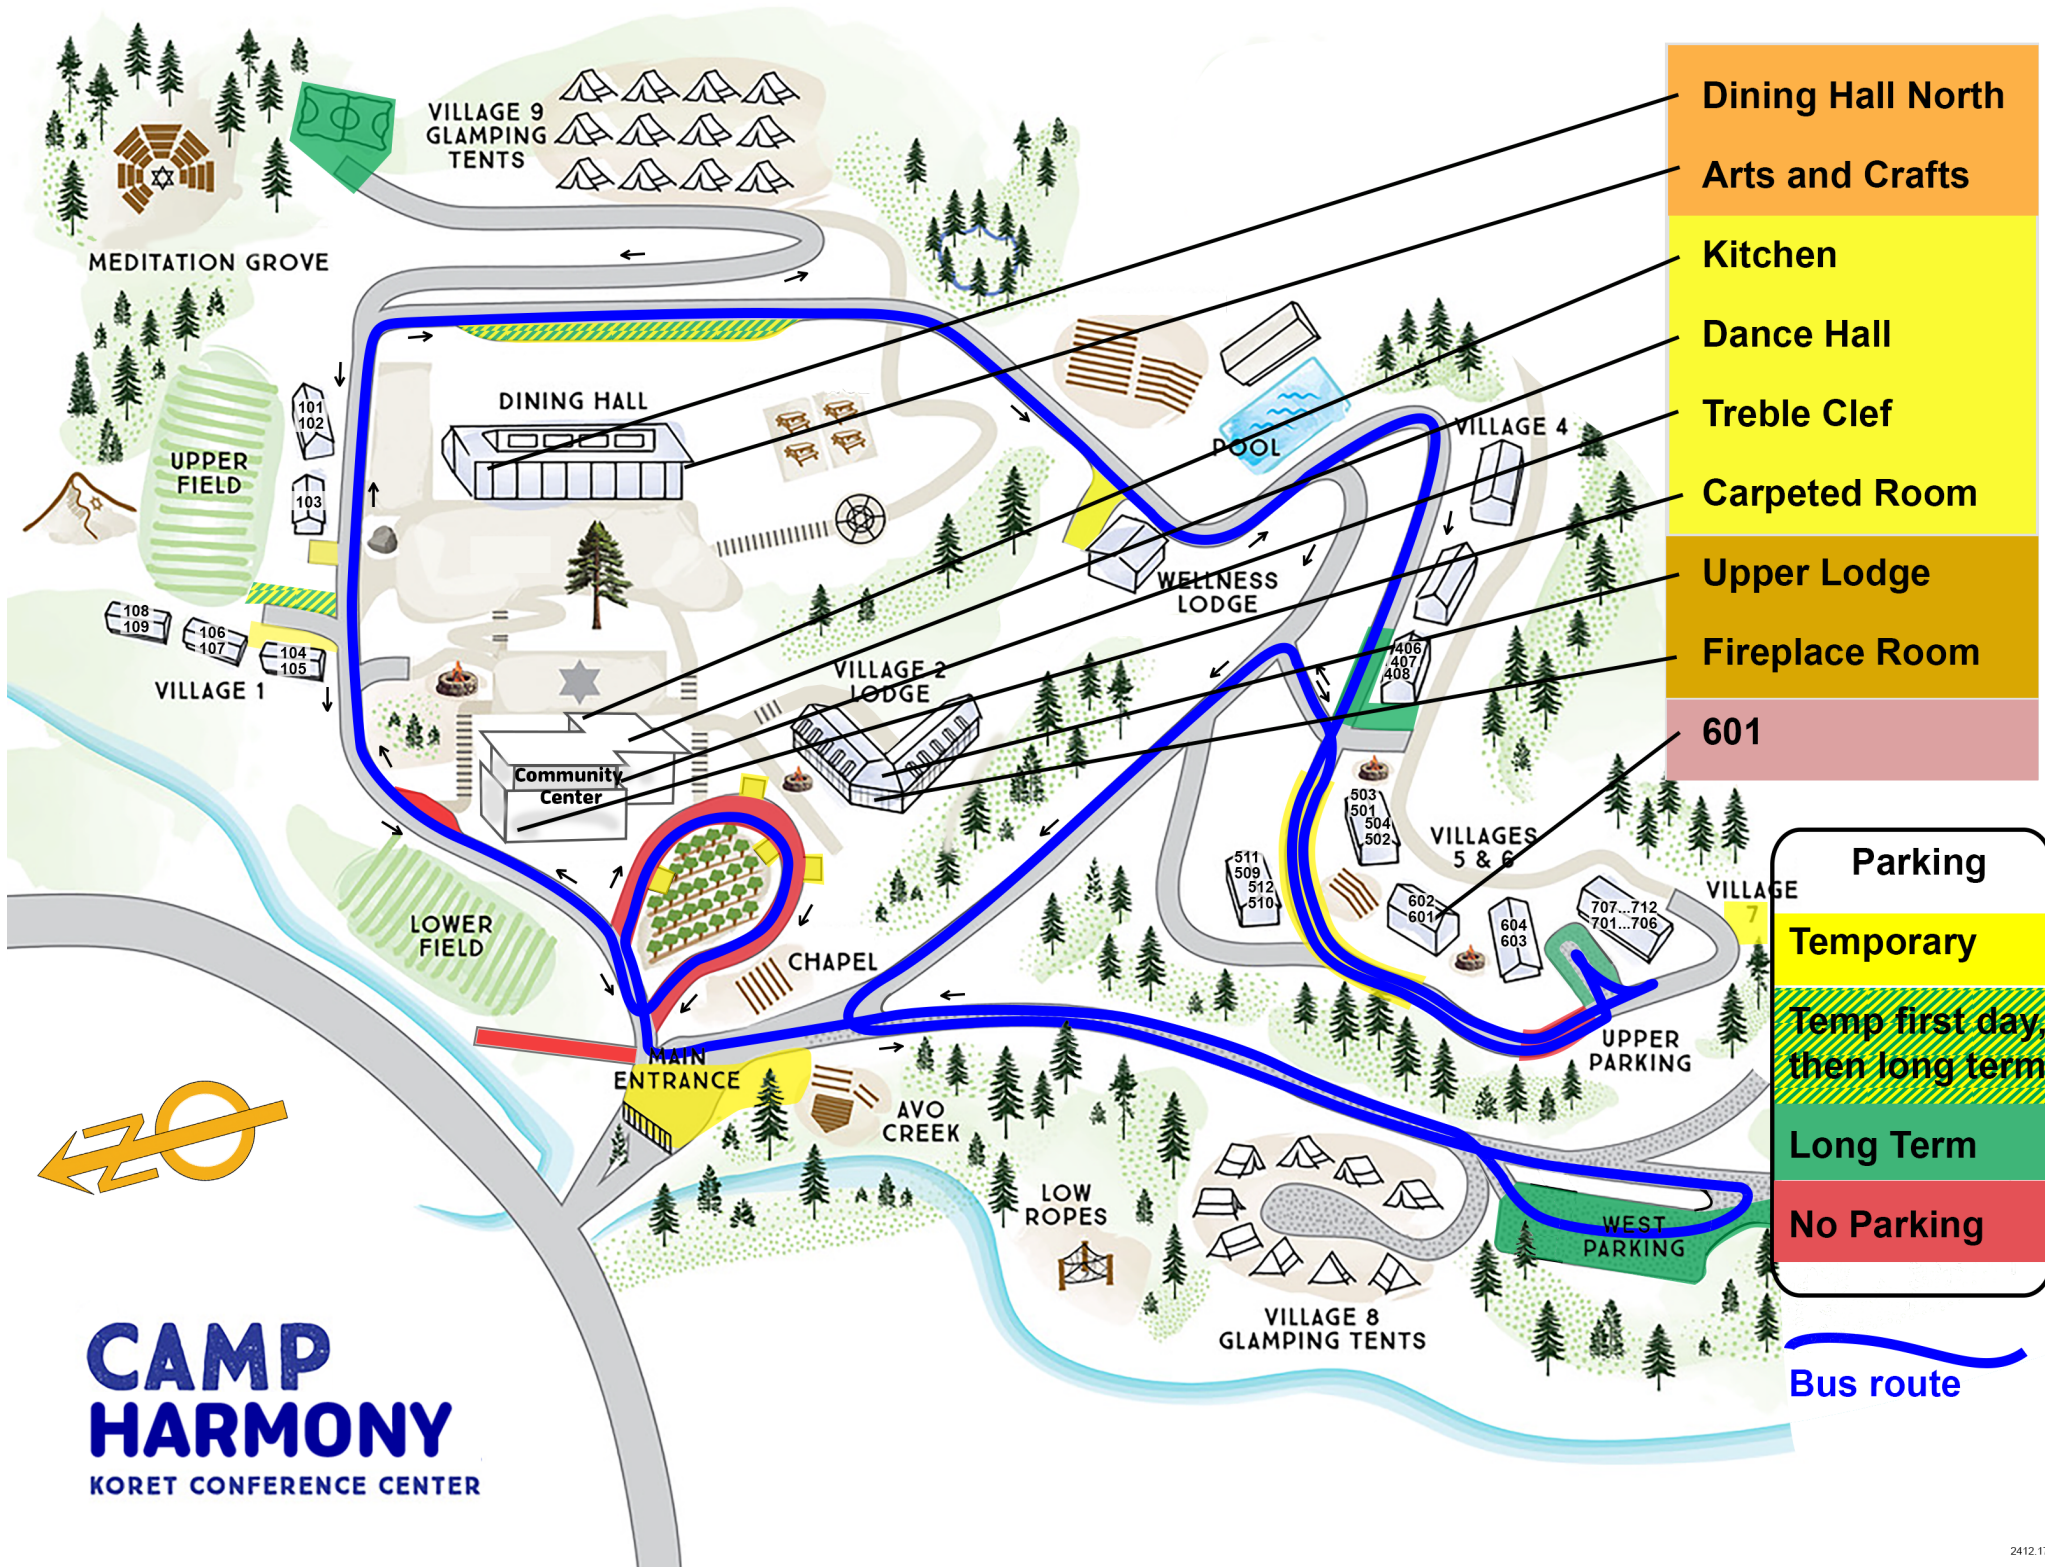 VILLAGE 9
GLAMPING
TENTS
MEDITATION GROVE
Dining Hall North
Arts and Crafts
Kitchen
Dance Hall
Treble Clef
Carpeted Room
Upper Lodge
Fireplace Room
601
DINING HALL
101
102
UPPER
FIELD
103
POOL
VILLAGE 4
WELLNESS
LODGE
108
109
106
107
104
105
VILLAGE 1
VILLAGE 2
LODGE
406
407
408
Community
Center
503
501
504
502
VILLAGES
5 & 6
511
509
512
510
602
601
604
603
707...712
701...706
VILLAGE
7
LOWER
FIELD
CHAPEL
UPPER
PARKING
MAIN
ENTRANCE
AVO
CREEK
LOW
ROPES
WEST
PARKING
VILLAGE 8
GLAMPING TENTS
Parking
Temporary
Temp first day,
then long term
Long Term
No Parking
Bus route
CAMP
HARMONY
KORET CONFERENCE CENTER
2412.17